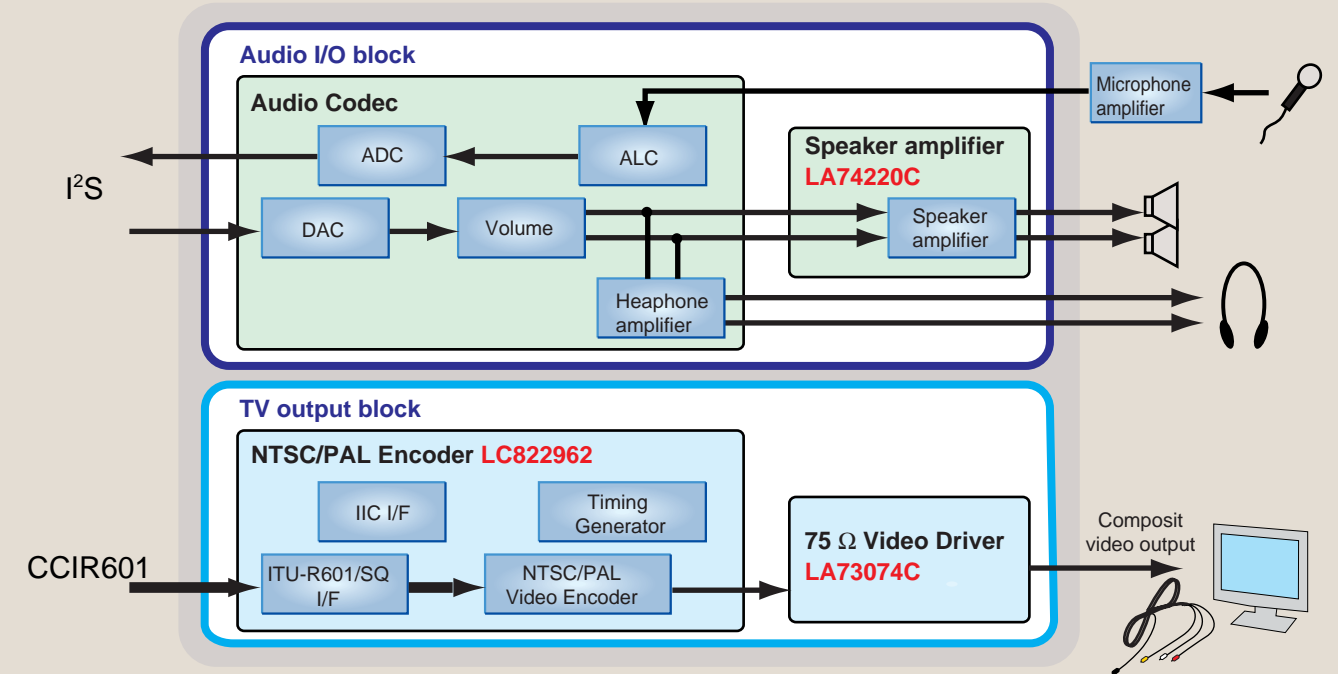 Audio I/O block
Audio Codec
Microphone
amplifier
ADC
ALC
Speaker amplifier
LA74220C
I²S
DAC
Volume
Speaker
amplifier
Heaphone
amplifier
TV output block
NTSC/PAL Encoder LC822962
IIC I/F
Timing
Generator
75 Ω Video Driver
LA73074C
Composit
video output
CCIR601
ITU-R601/SQ
I/F
NTSC/PAL
Video Encoder